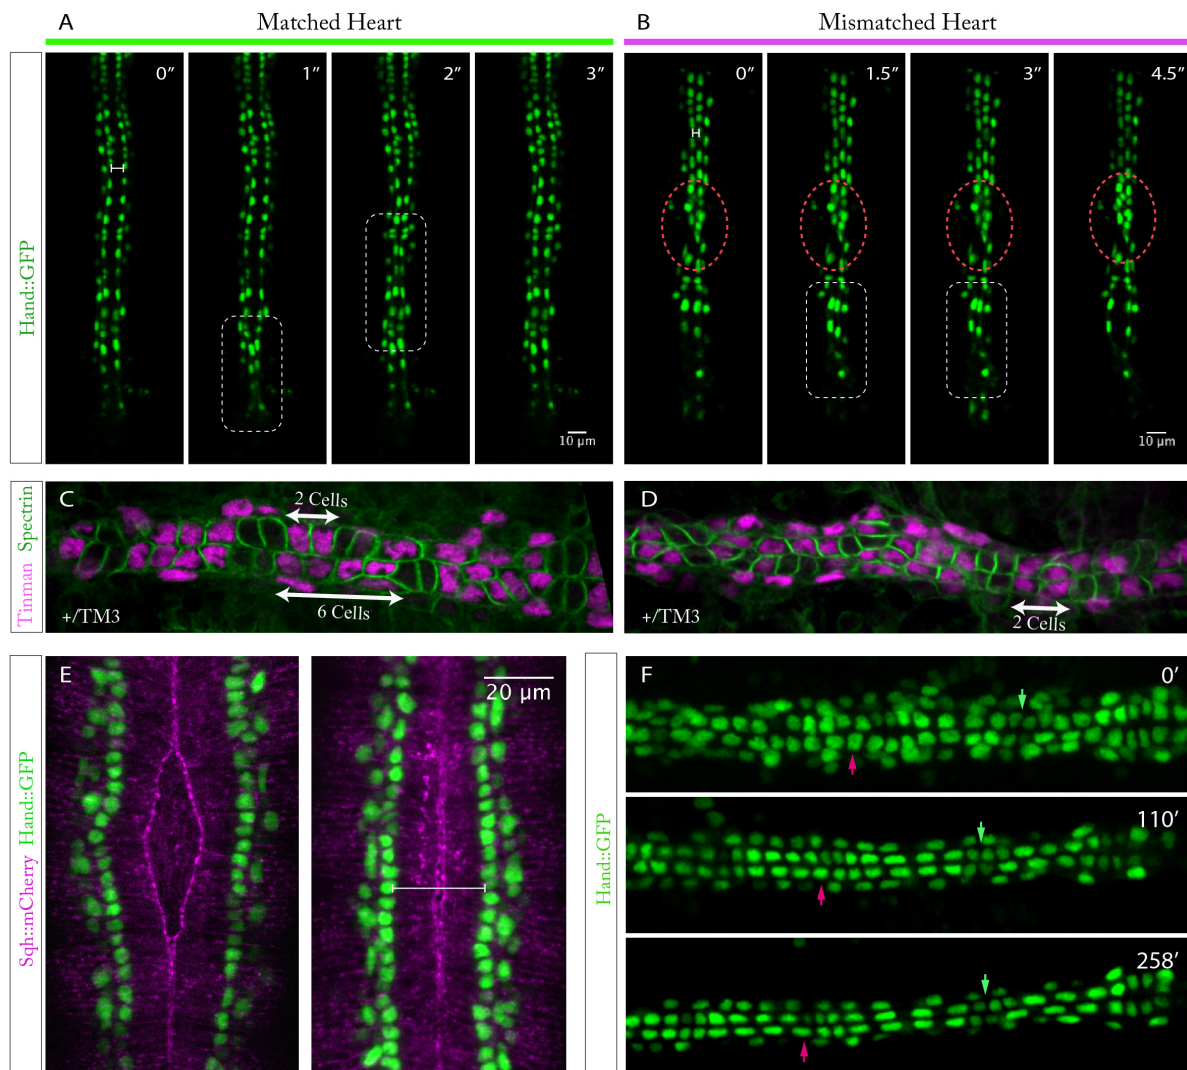 A
Matched Heart
B
Mismatched Heart
Hand::GFP
0″
1″
2″
3″
10 µm
0″
1.5″
3″
4.5″
10 µm
Tinman Spectrin
C
2 Cells
6 Cells
+/TM3
D
2 Cells
+/TM3
Sqh::mCherry Hand::GFP
E
20 µm
Hand::GFP
F
0′
110′
258′